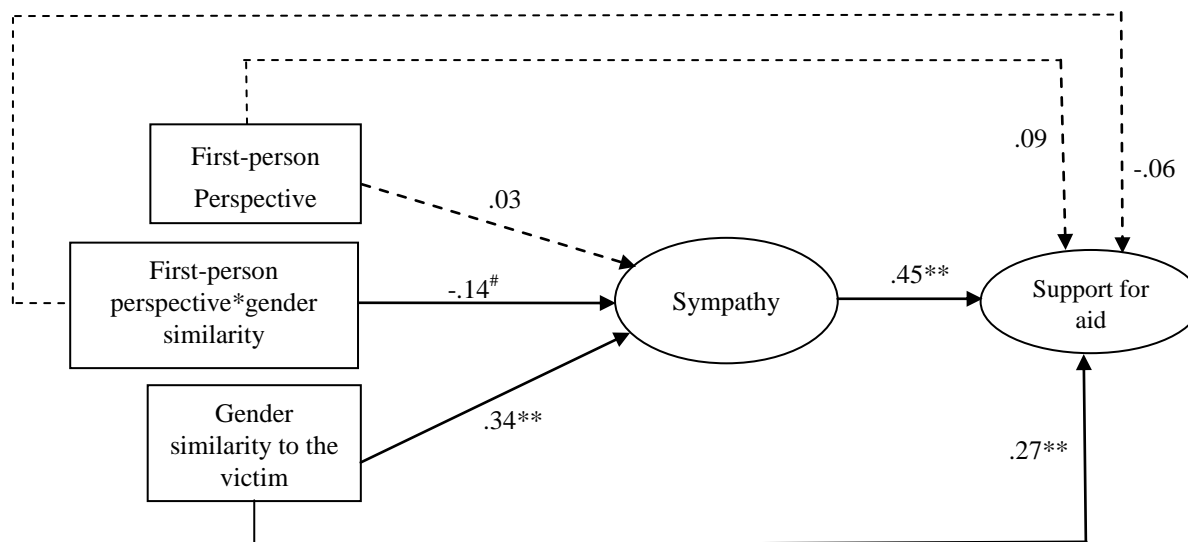 First-person
Perspective
.03
.09
-.06
First-person
perspective*gender
similarity
-.14#
Sympathy
.45**
Support for
aid
Gender
similarity to the
victim
.34**
.27**